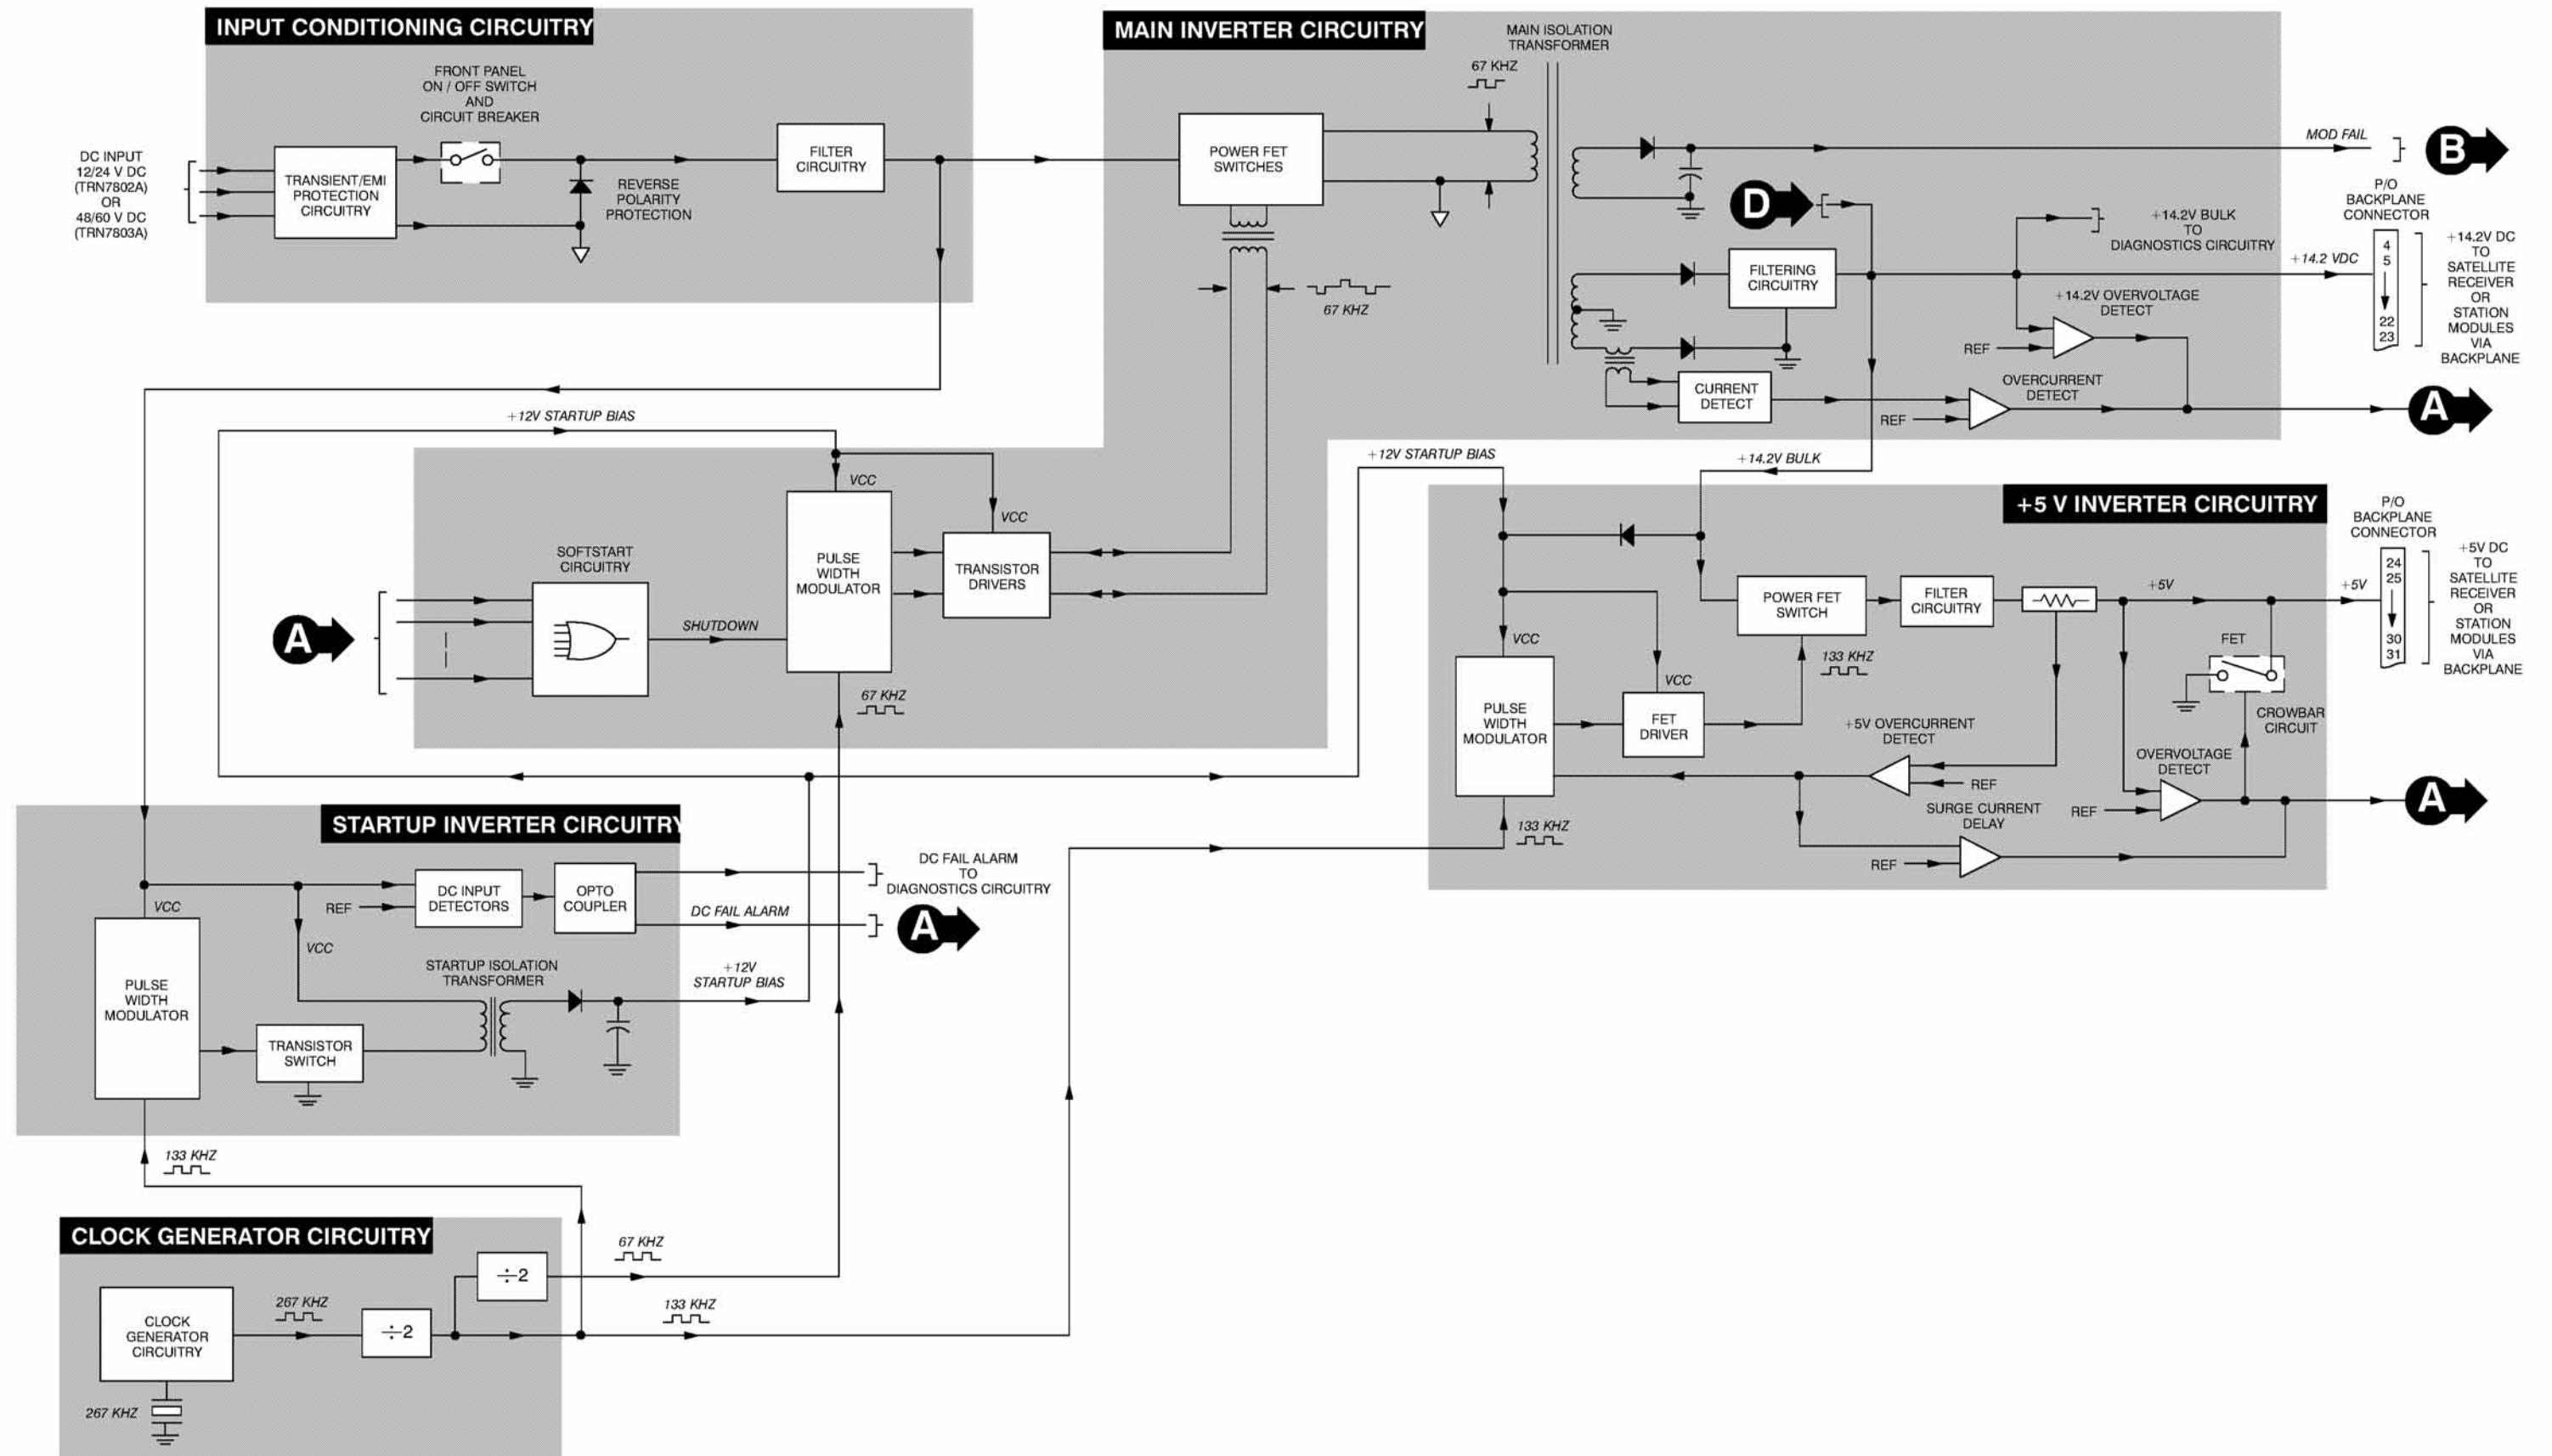 INPUT CONDITIONING CIRCUITRY
FRONT PANEL
ON / OFF SWITCH
AND
CIRCUIT BREAKER
DC INPUT
12/24 V DC
(TRN7802A)
OR
48/60 V DC
(TRN7803A)
TRANSIENT/EMI
PROTECTION
CIRCUITRY
REVERSE
POLARITY
PROTECTION
FILTER
CIRCUITRY
MAIN INVERTER CIRCUITRY
MAIN ISOLATION
TRANSFORMER
67 KHZ
POWER FET
SWITCHES
67 KHZ
MOD FAIL
B
D
P/O
BACKPLANE
CONNECTOR
+14.2V BULK
TO
DIAGNOSTICS CIRCUITRY
FILTERING
CIRCUITRY
+14.2 VDC
4
5
22
23
+14.2V DC
TO
SATELLITE
RECEIVER
OR
STATION
MODULES
VIA
BACKPLANE
+14.2V OVERVOLTAGE
DETECT
REF
CURRENT
DETECT
OVERCURRENT
DETECT
REF
A
+12V STARTUP BIAS
VCC
VCC
SOFTSTART
CIRCUITRY
PULSE
WIDTH
MODULATOR
TRANSISTOR
DRIVERS
A
SHUTDOWN
67 KHZ
+12V STARTUP BIAS
+14.2V BULK
+5 V INVERTER CIRCUITRY
P/O
BACKPLANE
CONNECTOR
POWER FET
SWITCH
FILTER
CIRCUITRY
+5V
+5V
24
25
30
31
+5V DC
TO
SATELLITE
RECEIVER
OR
STATION
MODULES
VIA
BACKPLANE
VCC
133 KHZ
FET
VCC
PULSE
WIDTH
MODULATOR
FET
DRIVER
+5V OVERCURRENT
DETECT
CROWBAR
CIRCUIT
OVERVOLTAGE
DETECT
REF
REF
SURGE CURRENT
DELAY
REF
133 KHZ
A
STARTUP INVERTER CIRCUITRY
DC FAIL ALARM
TO
DIAGNOSTICS CIRCUITRY
VCC
REF
DC INPUT
DETECTORS
OPTO
COUPLER
DC FAIL ALARM
A
VCC
STARTUP ISOLATION
TRANSFORMER
+12V
STARTUP BIAS
PULSE
WIDTH
MODULATOR
TRANSISTOR
SWITCH
133 KHZ
CLOCK GENERATOR CIRCUITRY
67 KHZ
÷2
267 KHZ
133 KHZ
CLOCK
GENERATOR
CIRCUITRY
÷2
267 KHZ